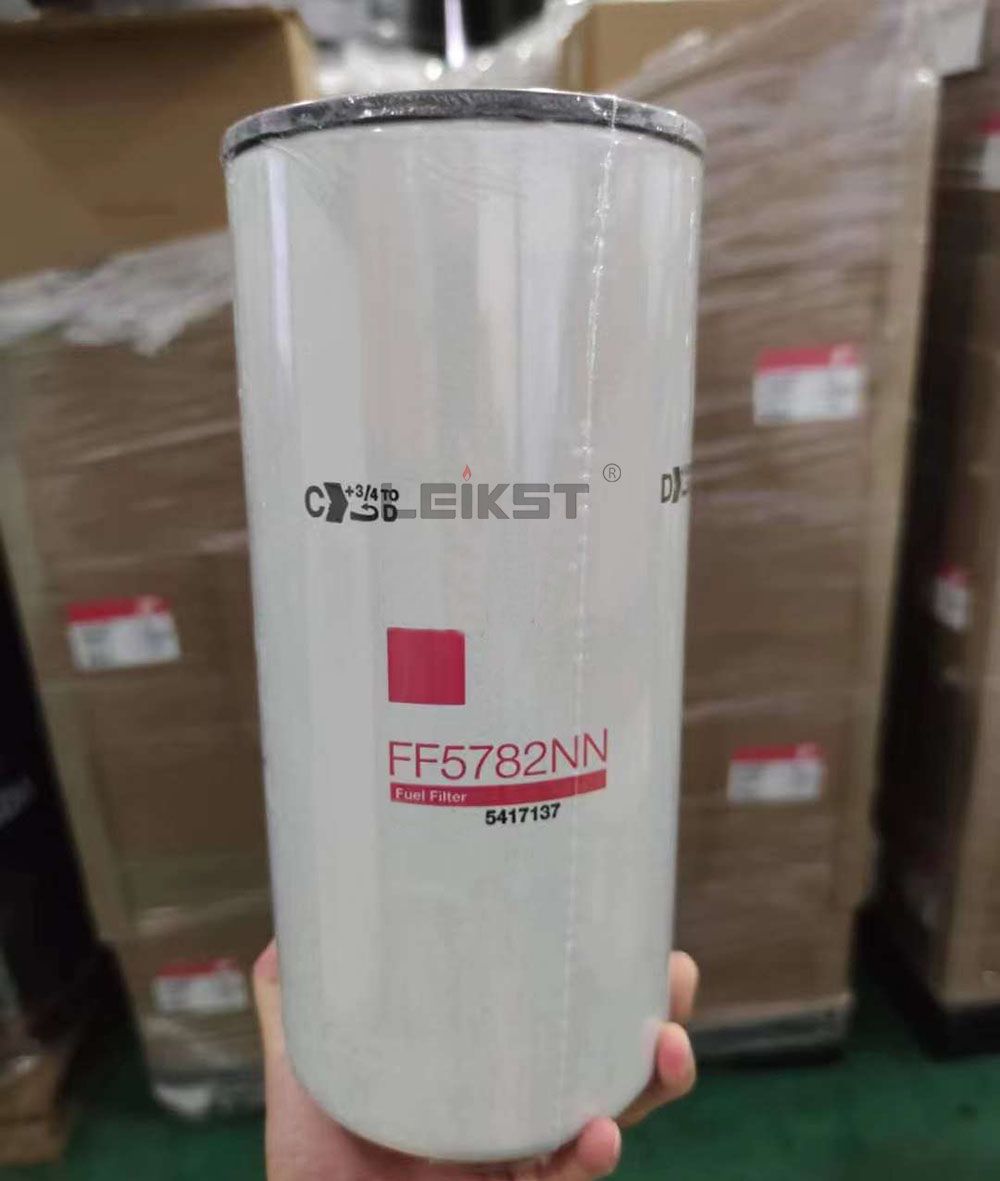 C +3/4 TO
D
LEIKST ®
D
FF5782NN
Fuel Filter
5417137